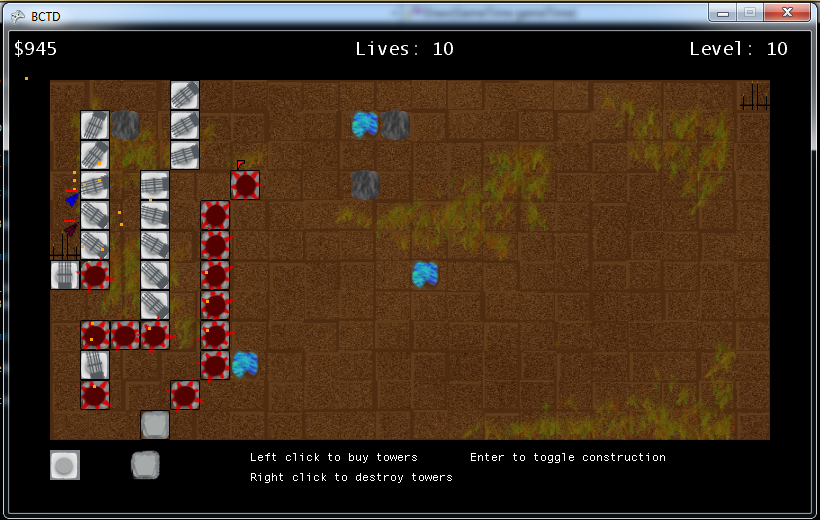 BCTD
$945 Lives: 10 Level: 10
Left click to buy towers Enter to toggle construction
Right click to destroy towers